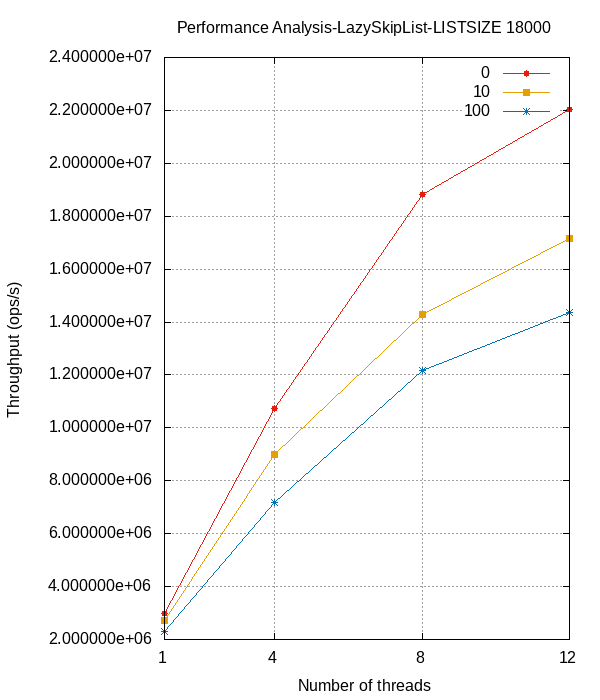 Performance Analysis-LazySkipList-LISTSIZE 18000
2.400000e+07
2.200000e+07
2.000000e+07
1.800000e+07
1.600000e+07
1.400000e+07
1.200000e+07
1.000000e+07
8.000000e+06
6.000000e+06
4.000000e+06
2.000000e+06
0
10
100
Throughput (ops/s)
1 4 8 12
Number of threads